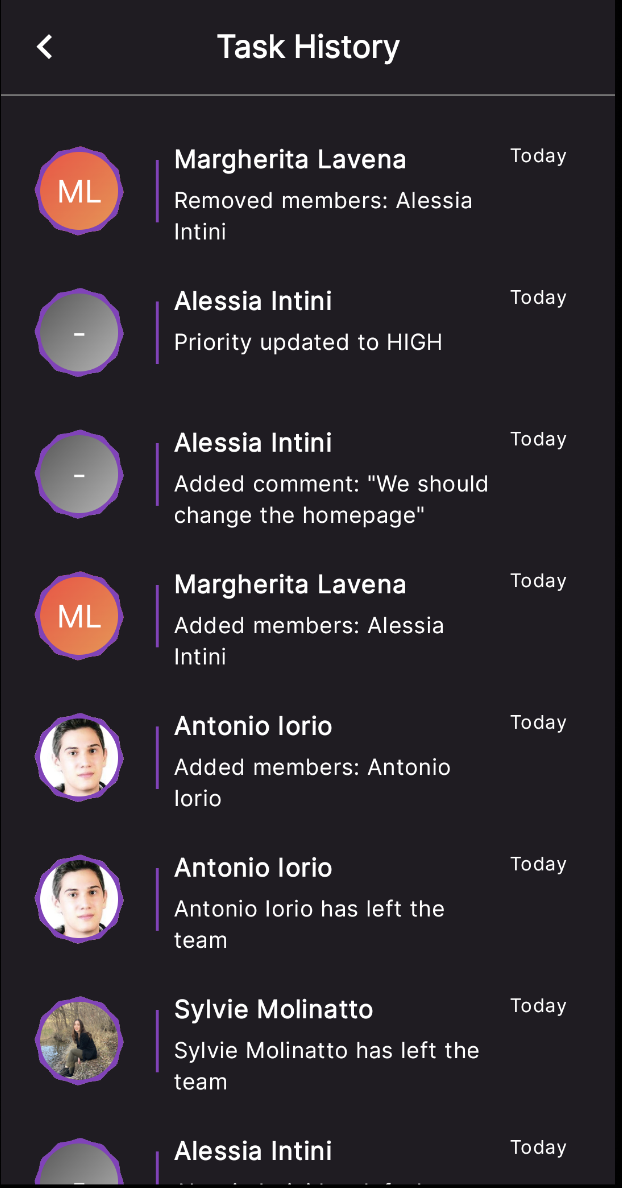 Task History
ML
Margherita Lavena
Today
Removed members: Alessia
Intini
-
Alessia Intini
Today
Priority updated to HIGH
-
Alessia Intini
Today
Added comment: "We should
change the homepage"
ML
Margherita Lavena
Today
Added members: Alessia
Intini
Antonio Iorio
Today
Added members: Antonio
Iorio
Antonio Iorio
Today
Antonio Iorio has left the
team
Sylvie Molinatto
Today
Sylvie Molinatto has left the
team
Alessia Intini
Today